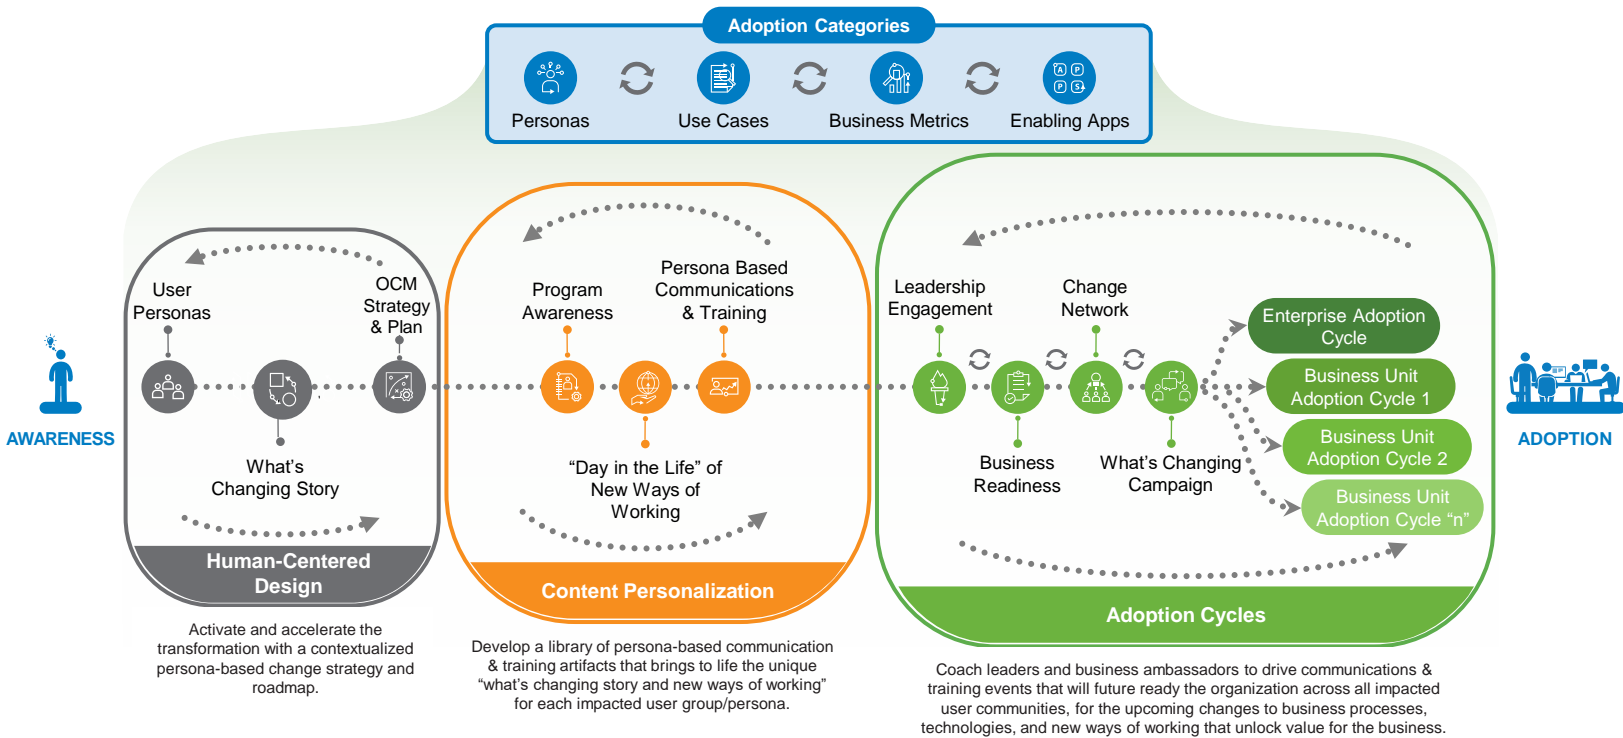 Adoption Categories
Personas
Use Cases
Business Metrics
A P
P S
Enabling Apps
AWARENESS
User
Personas
What's
Changing Story
OCM
Strategy
& Plan
Human-Centered
Design
Activate and accelerate the
transformation with a contextualized
persona-based change strategy and
roadmap.
Program
Awareness
“Day in the Life” of
New Ways of
Working
Persona Based
Communications
& Training
Content Personalization
Develop a library of persona-based communication
& training artifacts that brings to life the unique
“what’s changing story and new ways of working”
for each impacted user group/persona.
Leadership
Engagement
Business
Readiness
Change
Network
What’s Changing
Campaign
Enterprise Adoption
Cycle
Business Unit
Adoption Cycle 1
Business Unit
Adoption Cycle 2
Business Unit
Adoption Cycle “n”
Adoption Cycles
Coach leaders and business ambassadors to drive communications &
training events that will future ready the organization across all impacted
user communities, for the upcoming changes to business processes,
technologies, and new ways of working that unlock value for the business.
ADOPTION